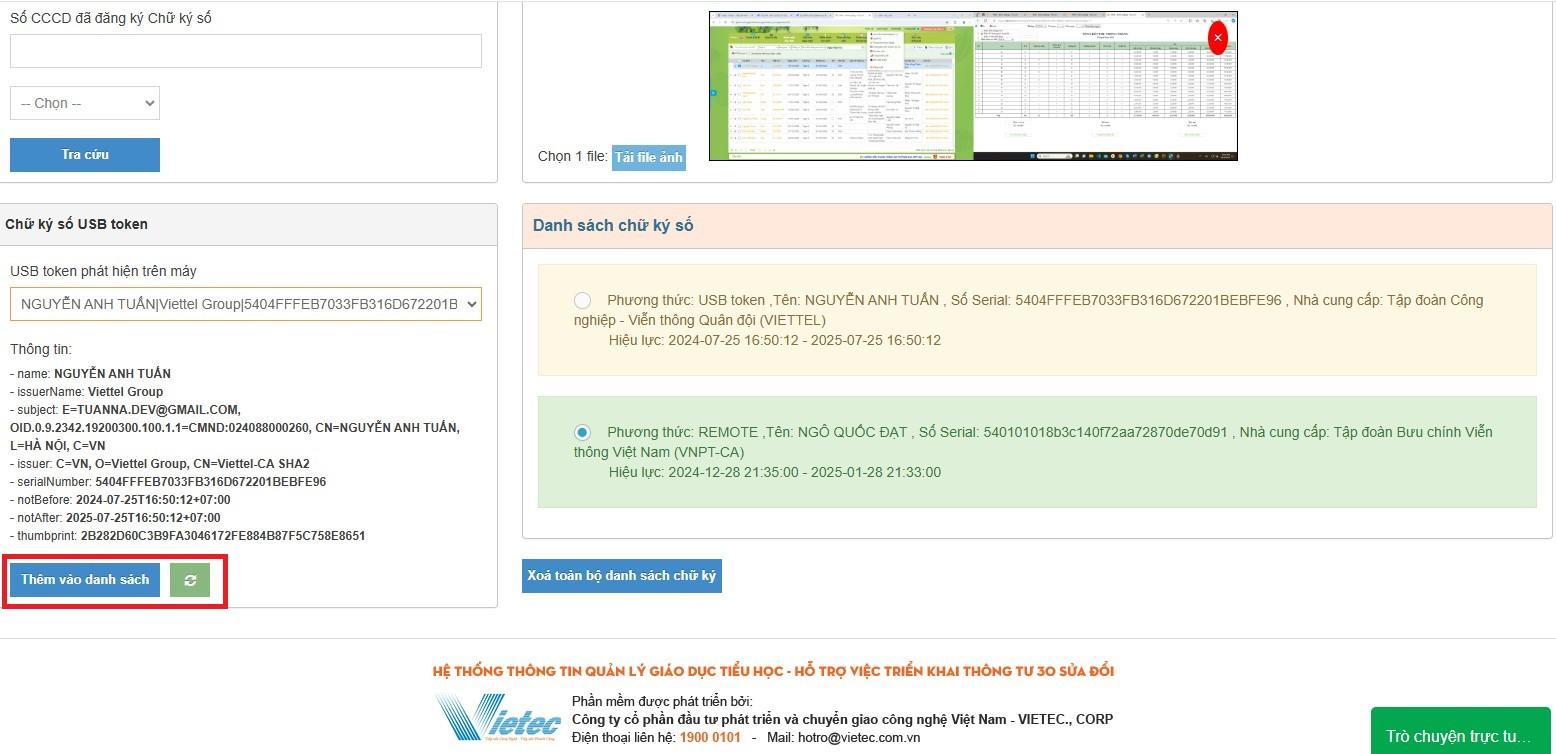 Số CCCD đã đăng ký Chữ ký số
-- Chọn --
Tra cứu
Chọn 1 file: Tải file ảnh
Chữ ký số USB token
USB token phát hiện trên máy
NGUYỄN ANH TUẤN|Viettel Group|5404FFFEB7033FB316D672201B
Thông tin:
- name: NGUYỄN ANH TUẤN
- issuerName: Viettel Group
- subject: E=TUANNA.DEV@GMAIL.COM,
OID.0.9.2342.19200300.100.1.1=CMND:024088000260, CN=NGUYỄN ANH TUẤN,
L=HÀ NỘI, C=VN
- issuer: C=VN, O=Viettel Group, CN=Viettel-CA SHA2
- serialNumber: 5404FFFEB7033FB316D672201BEBFE96
- notBefore: 2024-07-25T16:50:12+07:00
- notAfter: 2025-07-25T16:50:12+07:00
- thumbprint: 2B282D60C3B9FA3046172FE884B87F5C758E8651
Thêm vào danh sách
Danh sách chữ ký số
Phương thức: USB token ,Tên: NGUYỄN ANH TUẤN , Số Serial: 5404FFFEB7033FB316D672201BEBFE96 , Nhà cung cấp: Tập đoàn Công
nghiệp - Viễn thông Quân đội (VIETTEL)
Hiệu lực: 2024-07-25 16:50:12 - 2025-07-25 16:50:12
Phương thức: REMOTE ,Tên: NGÔ QUỐC ĐẠT , Số Serial: 540101018b3c140f72aa72870de70d91 , Nhà cung cấp: Tập đoàn Bưu chính Viễn
thông Việt Nam (VNPT-CA)
Hiệu lực: 2024-12-28 21:35:00 - 2025-01-28 21:33:00
Xoá toàn bộ danh sách chữ ký
HỆ THỐNG THÔNG TIN QUẢN LÝ GIÁO DỤC TIỂU HỌC - HỖ TRỢ VIỆC TRIỂN KHAI THÔNG TƯ 30 SỬA ĐỔI
Vietec
Phần mềm được phát triển bởi:
Công ty cổ phần đầu tư phát triển và chuyển giao công nghệ Việt Nam - VIETEC., CORP
Điện thoại liên hệ: 1900 0101 - Mail: hotro@vietec.com.vn
Trò chuyện trực tu...